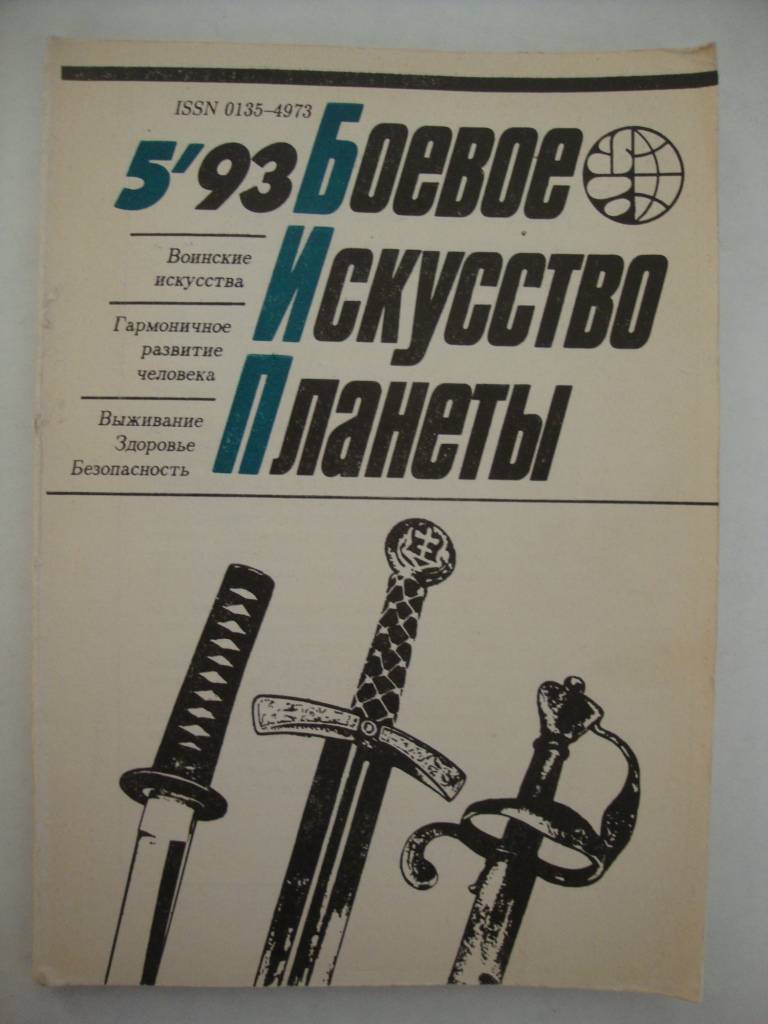 ISSN 0135-4973
5'93
Боевое
Искусство
Планеты
Воинские
искусства
Гармоничное
развитие
человека
Выживание
Здоровье
Безопасность